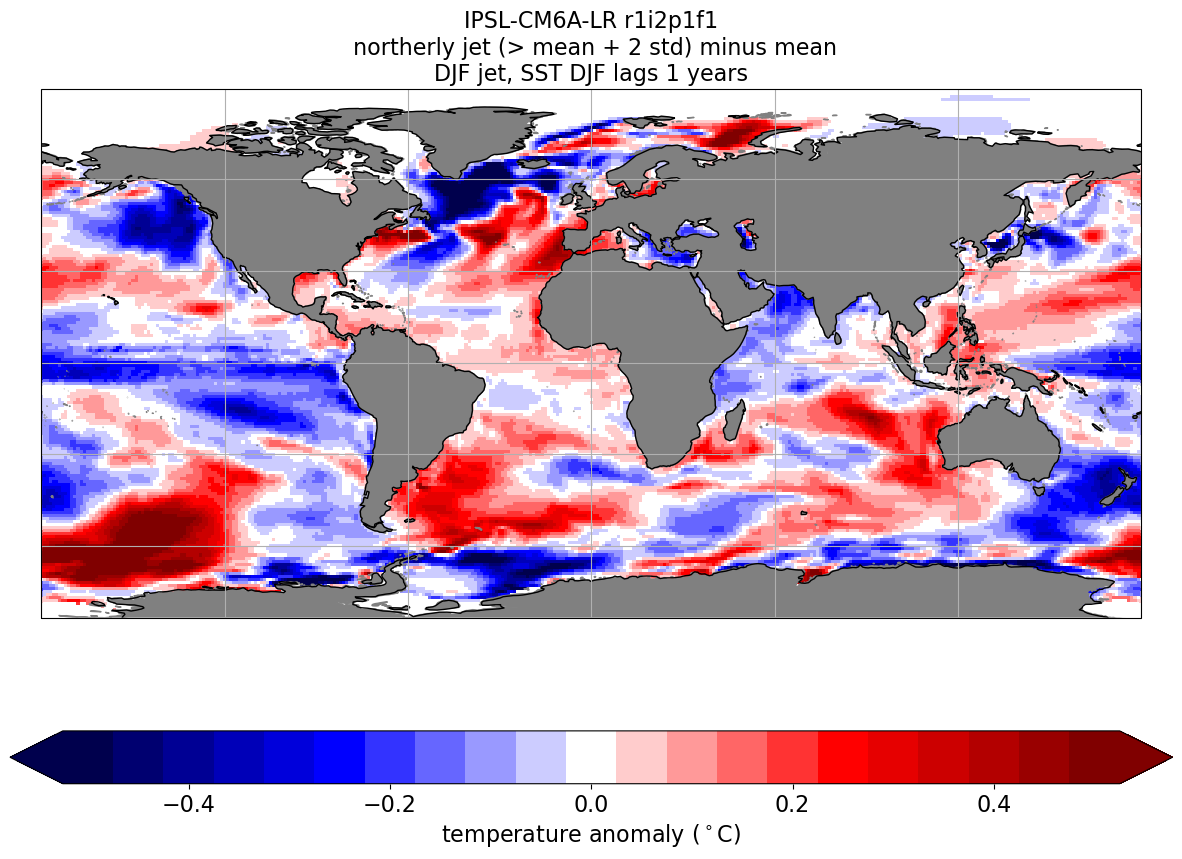 IPSL-CM6A-LR r1i2p1f1
northerly jet (> mean + 2 std) minus mean
DJF jet, SST DJF lags 1 years
−0.4 −0.2 0.0 0.2 0.4
temperature anomaly (°C)